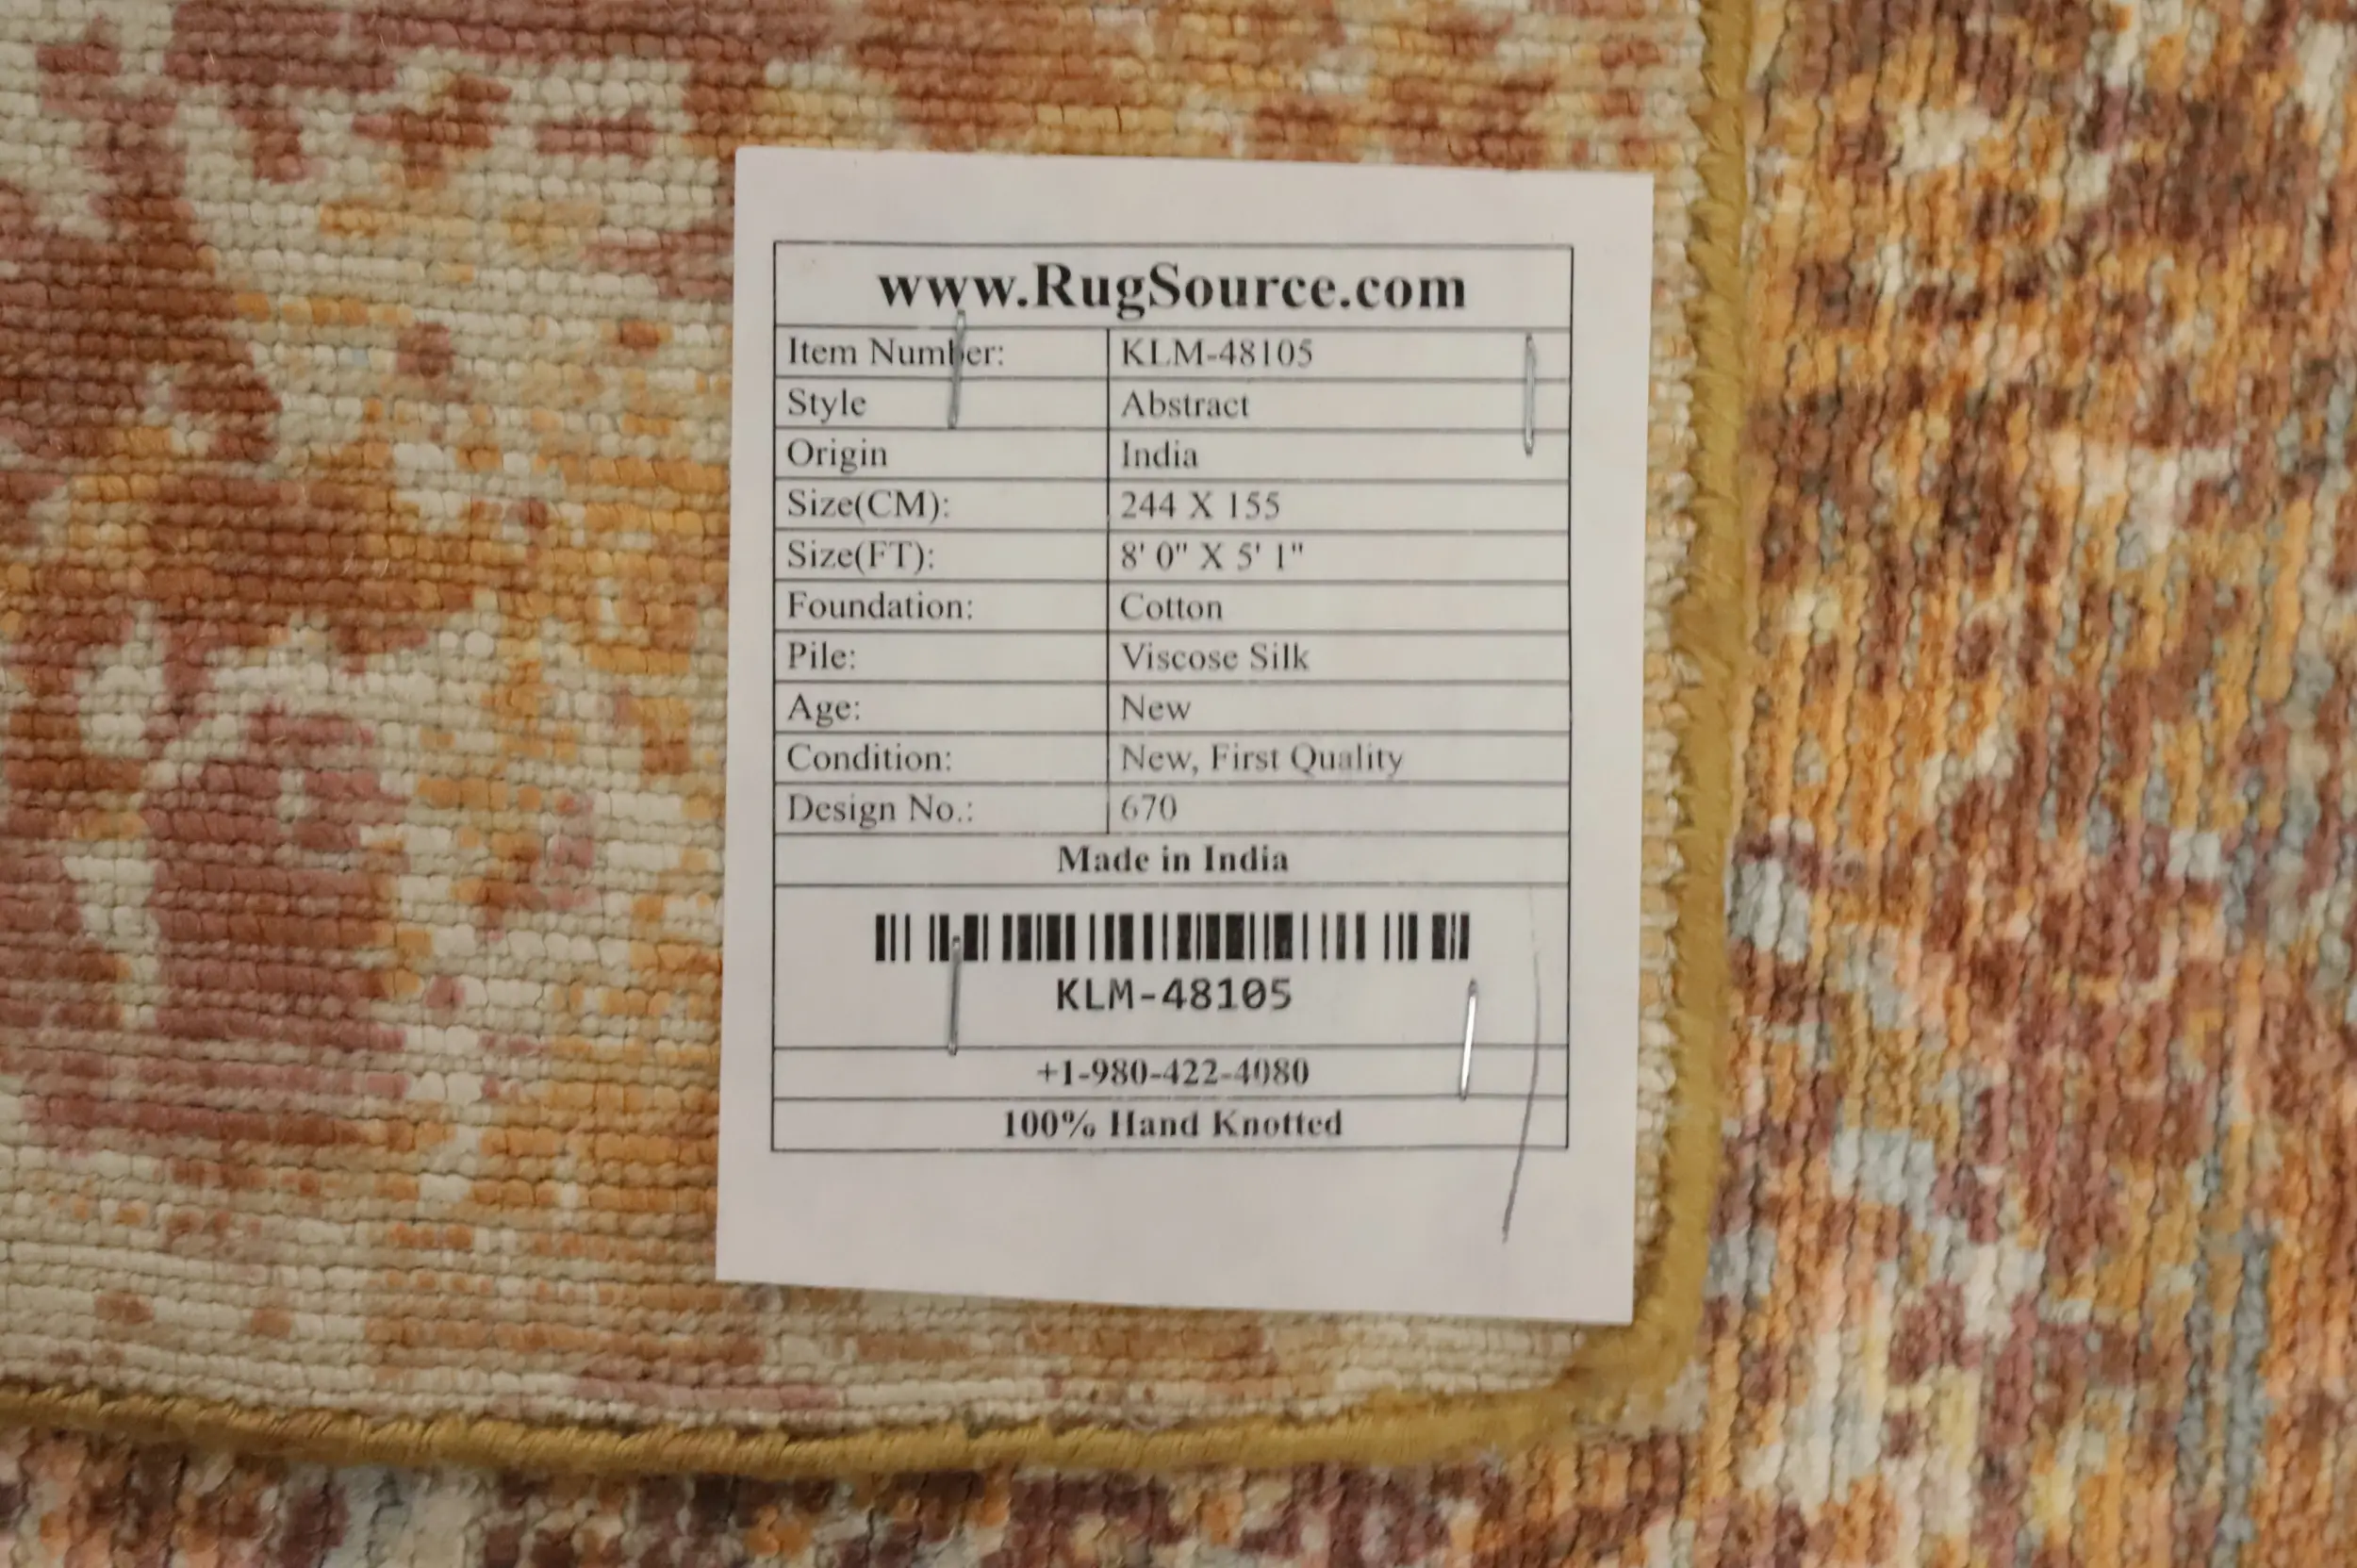 www.RugSource.com
Item Number: KLM-48105
Style Abstract
Origin India
Size(CM): 244 X 155
Size(FT): 8' 0" X 5' 1"
Foundation: Cotton
Pile: Viscose Silk
Age: New
Condition: New, First Quality
Design No.: 670
Made in India
KLM-48105
+1-980-422-4080
100% Hand Knotted